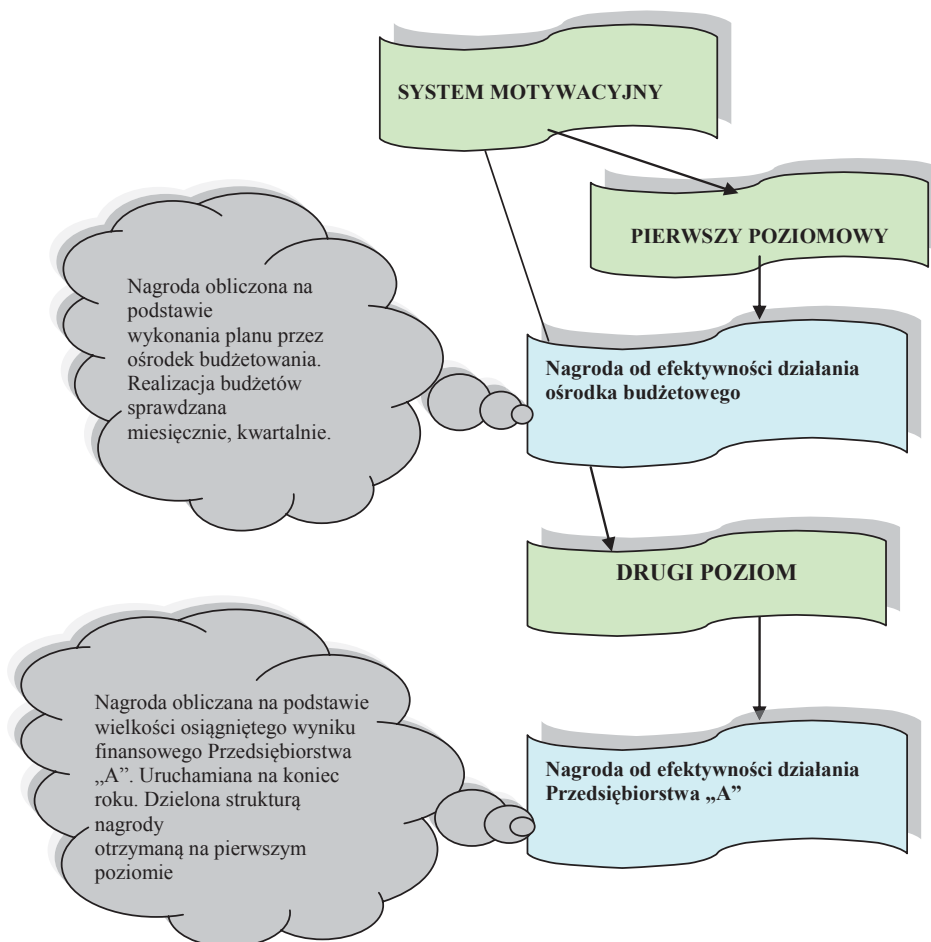 SYSTEM MOTYWACYJNY
PIERWSZY POZIOMOWY
Nagroda obliczona na
podstawie
wykonania planu przez
ośrodek budżetowania.
Realizacja budżetów
sprawdzana
miesięcznie, kwartalnie.
Nagroda od efektywności działania
ośrodka budżetowego
DRUGI POZIOM
Nagroda obliczana na podstawie
wielkości osiągniętego wyniku
finansowego Przedsiębiorstwa
„A”. Uruchamiana na koniec
roku. Dzielona strukturą
nagrody
otrzymaną na pierwszym
poziomie
Nagroda od efektywności działania
Przedsiębiorstwa „A”